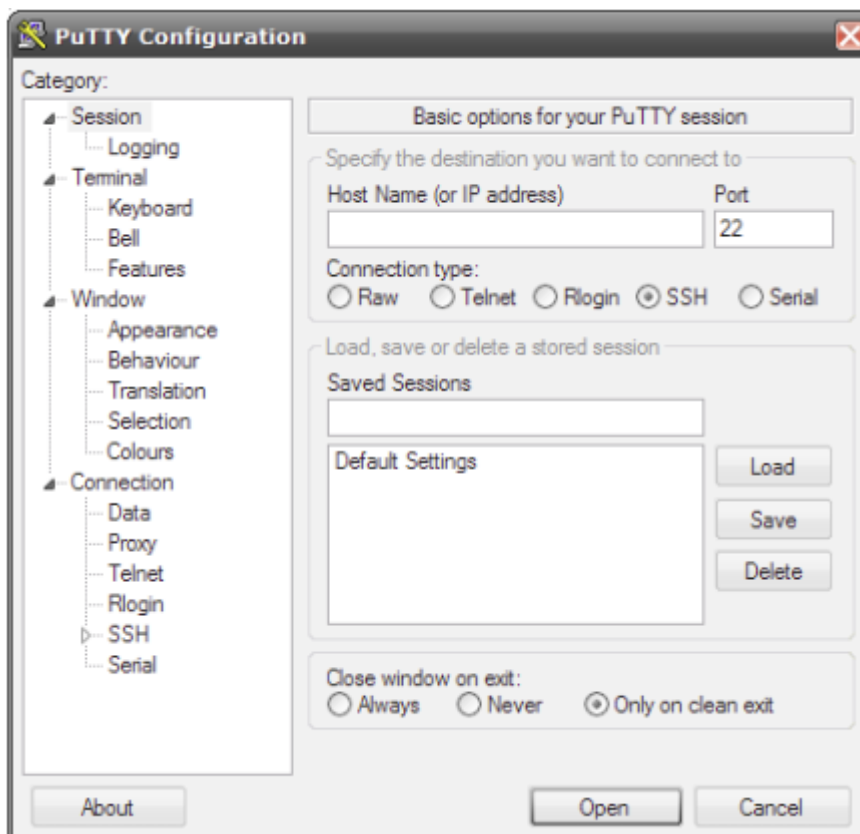 PuTTY Configuration
Category:
Session
Logging
Terminal
Keyboard
Bell
Features
Window
Appearance
Behaviour
Translation
Selection
Colours
Connection
Data
Proxy
Telnet
Rlogin
SSH
Serial
Basic options for your PuTTY session
Specify the destination you want to connect to
Host Name (or IP address) Port
22
Connection type:
Raw Telnet Rlogin SSH Serial
Load, save or delete a stored session
Saved Sessions
Default Settings
Load
Save
Delete
Close window on exit:
Always Never Only on clean exit
About Open Cancel